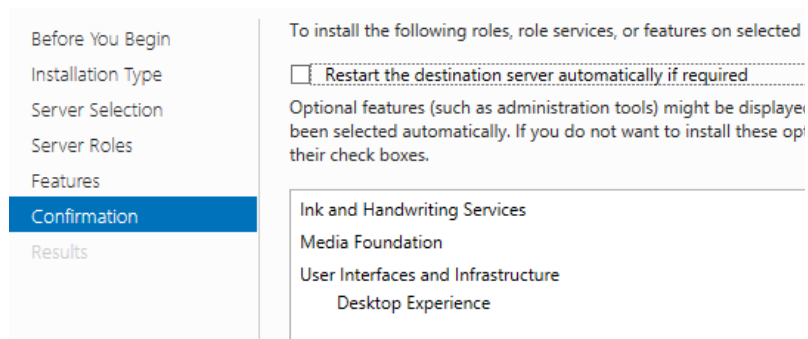 Before You Begin
Installation Type
Server Selection
Server Roles
Features
Confirmation
Results
To install the following roles, role services, or features on selected
Restart the destination server automatically if required
Optional features (such as administration tools) might be displayed
been selected automatically. If you do not want to install these opt
their check boxes.
Ink and Handwriting Services
Media Foundation
User Interfaces and Infrastructure
Desktop Experience